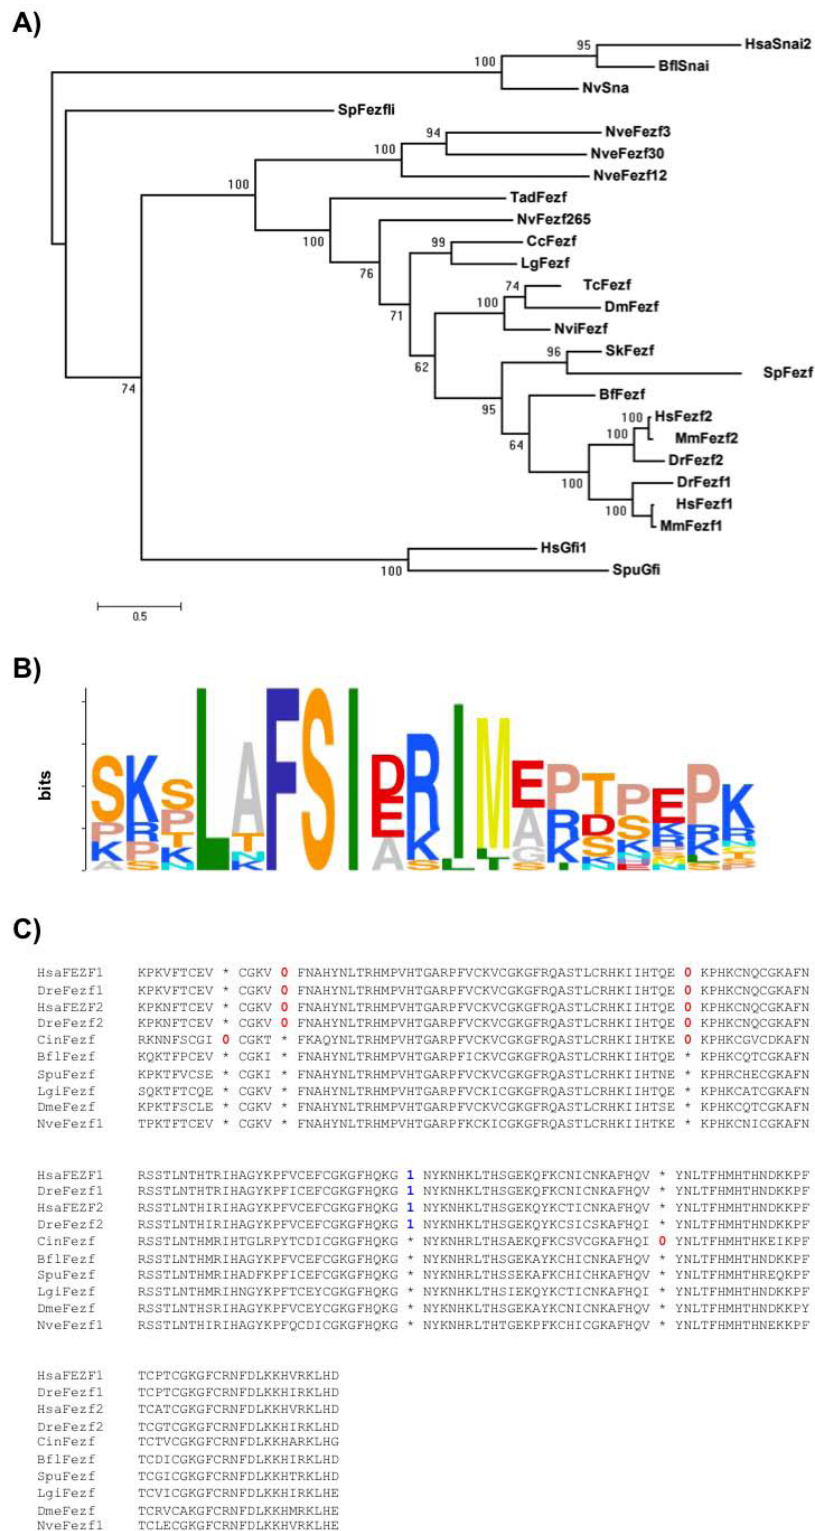 A)
HsaSnai2
95
BflSnai
100
NvSna
SpFezfli
NveFezf3
94
NveFezf30
100
NveFezf12
100
TadFezf
NvFezf265
100
CcFezf
99
LgFezf
76
TcFezf
74
DmFezf
100
NviFezf
71
SkFezf
96
SpFezf
62
BfFezf
95
HsFezf2
100
MmFezf2
100
DrFezf2
64
DrFezf1
100
HsFezf1
100
MmFezf1
74
HsGfi1
100
SpuGfi
0.5
B)
bits
C)
HsaFEZF1 KPKVFTCEV * CGKV 0 FNAHYNLTRHMPVHTGARPFVCKVCGKGFRQASTLCRHKIIHTQE 0 KPHKCNQCGKAFN
DreFezf1 KPKVFTCEV * CGKV 0 FNAHYNLTRHMPVHTGARPFVCKVCGKGFRQASTLCRHKIIHTQE 0 KPHKCNQCGKAFN
HsaFEZF2 KPKNFTCEV * CGKV 0 FNAHYNLTRHMPVHTGARPFVCKVCGKGFRQASTLCRHKIIHTQE 0 KPHKCNQCGKAFN
DreFezf2 KPKNFTCEV * CGKV 0 FNAHYNLTRHMPVHTGARPFVCKVCGKGFRQASTLCRHKIIHTQE 0 KPHKCNQCGKAFN
CinFezf RKNNFSCGI 0 CGKT * FKAQYNLTRHMPVHTGARPFVCKVCGKGFRQASTLCRHKIIHTKE 0 KPHKCGVCDKAFN
BflFezf KQKTFPCEV * CGKI * FNAHYNLTRHMPVHTGARPFICKVCGKGFRQASTLCRHKIIHTQE * KPHKCQTCGKAFN
SpuFezf KPKTFVCSE * CGKI * FNAHYNLTRHMPVHTGARPFVCKVCGKGFRQASTLCRHKIIHTNE * KPHRCHECGKAFN
LgiFezf SQKTFTCQE * CGKV * FNAHYNLTRHMPVHTGARPFVCKICGKGFRQASTLCRHKIIHTQE * KPHKCATCGKAFN
DmeFezf KPKTFSCLE * CGKV * FNAHYNLTRHMPVHTGARPFVCKVCGKGFRQASTLCRHKIIHTSE * KPHKCQTCGKAFN
NveFezf1 TPKTFTCEV * CGKV * FNAHYNLTRHMPVHTGARPFKCKICGKGFRQASTLCRHKIIHTKE * KPHKCNICGKAFN
HsaFEZF1 RSSTLNTHTRIHAGYKPFVCEFCGKGFHQKG 1 NYKNHKLTHSGEKQFKCNICNKAFHQV * YNLTFHMHTHNDKKPF
DreFezf1 RSSTLNTHTRIHAGYKPFICEFCGKGFHQKG 1 NYKNHKLTHSGEKQFKCNICNKAFHQV * YNLTFHMHTHNDKKPF
HsaFEZF2 RSSTLNTHIRIHAGYKPFVCEFCGKGFHQKG 1 NYKNHKLTHSGEKQYKCTICNKAFHQV * YNLTFHMHTHNDKKPF
DreFezf2 RSSTLNTHIRIHAGYKPFVCEFCGKGFHQKG 1 NYKNHKLTHSGEKQYKCSICSKAFHQI * YNLTFHMHTHNDKKPF
CinFezf RSSTLNTHMRIHTGLRPYTCDICGKGFHQKG * NYKNHRLTHSAEKQFKCSVCGKAFHQI 0 YNLTFHMHTHKEIKPF
BflFezf RSSTLNTHMRIHAGYKPFVCEFCGKGFHQKG * NYKNHRLTHSGEKAYKCHICNKAFHQV * YNLTFHMHTHNDKKPF
SpuFezf RSSTLNTHMRIHADFKPFICEFCGKGFHQKG * NYKNHRLTHSSEKAFKCHICHKAFHQV * YNLTFHMHTHREQKPF
LgiFezf RSSTLNTHMRIHNGYKPFTCEYCGKGFHQKG * NYKNHKLTHSIEKQYKCTICNKAFHQI * YNLTFHMHTHNDKKPF
DmeFezf RSSTLNTHSRIHAGYKPFVCEYCGKGFHQKG * NYKNHKLTHSGEKAYKCNICNKAFHQV * YNLTFHMHTHNDKKPY
NveFezf1 RSSTLNTHIRIHAGYKPFQCDICGKGFHQKG * NYKNHRLTHTGEKPFKCHICGKAFHQV * YNLTFHMHTHNEKKPF
HsaFEZF1 TCPTCGKGFCRNFDLKKHVRKLHD
DreFezf1 TCPTCGKGFCRNFDLKKHIRKLHD
HsaFezf2 TCATCGKGFCRNFDLKKHVRKLHD
DreFezf2 TCGTCGKGFCRNFDLKKHIRKLHD
CinFezf TCTVCGKGFCRNFDLKKHARKLHG
BflFezf TCDICGKGFCRNFDLKKHIRKLHD
SpuFezf TCGICGKGFCRNFDLKKHTRKLHD
LgiFezf TCVICGKGFCRNFDLKKHIRKLHE
DmeFezf TCRVCAKGFCRNFDLKKHMRKLHE
NveFezf1 TCLECGKGFCRNFDLKKHVRKLHE